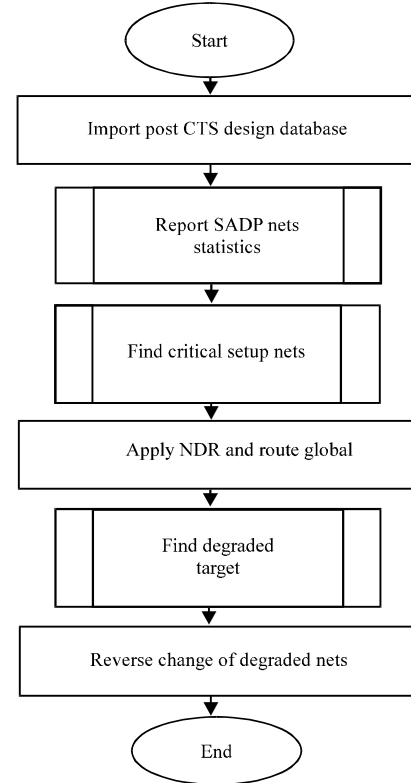 Start
Import post CTS design database
Report SADP nets
statistics
Find critical setup nets
Apply NDR and route global
Find degraded
target
Reverse change of degraded nets
End